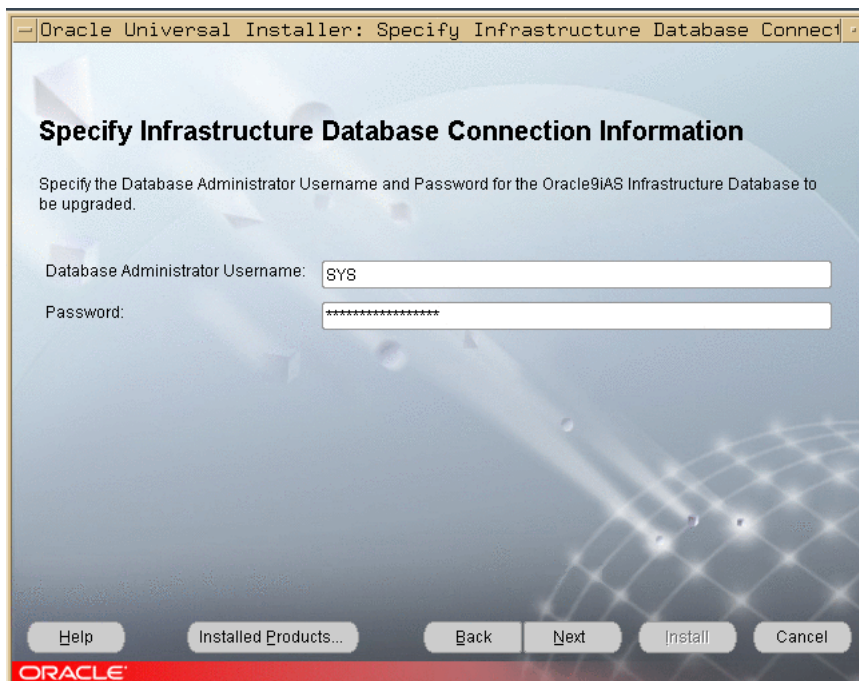 Oracle Universal Installer: Specify Infrastructure Database Connect
Specify Infrastructure Database Connection Information
Specify the Database Administrator Username and Password for the Oracle9iAS Infrastructure Database to
be upgraded.
Database Administrator Username: SYS
Password: *****************
Help Installed Products... Back Next Install Cancel
ORACLE